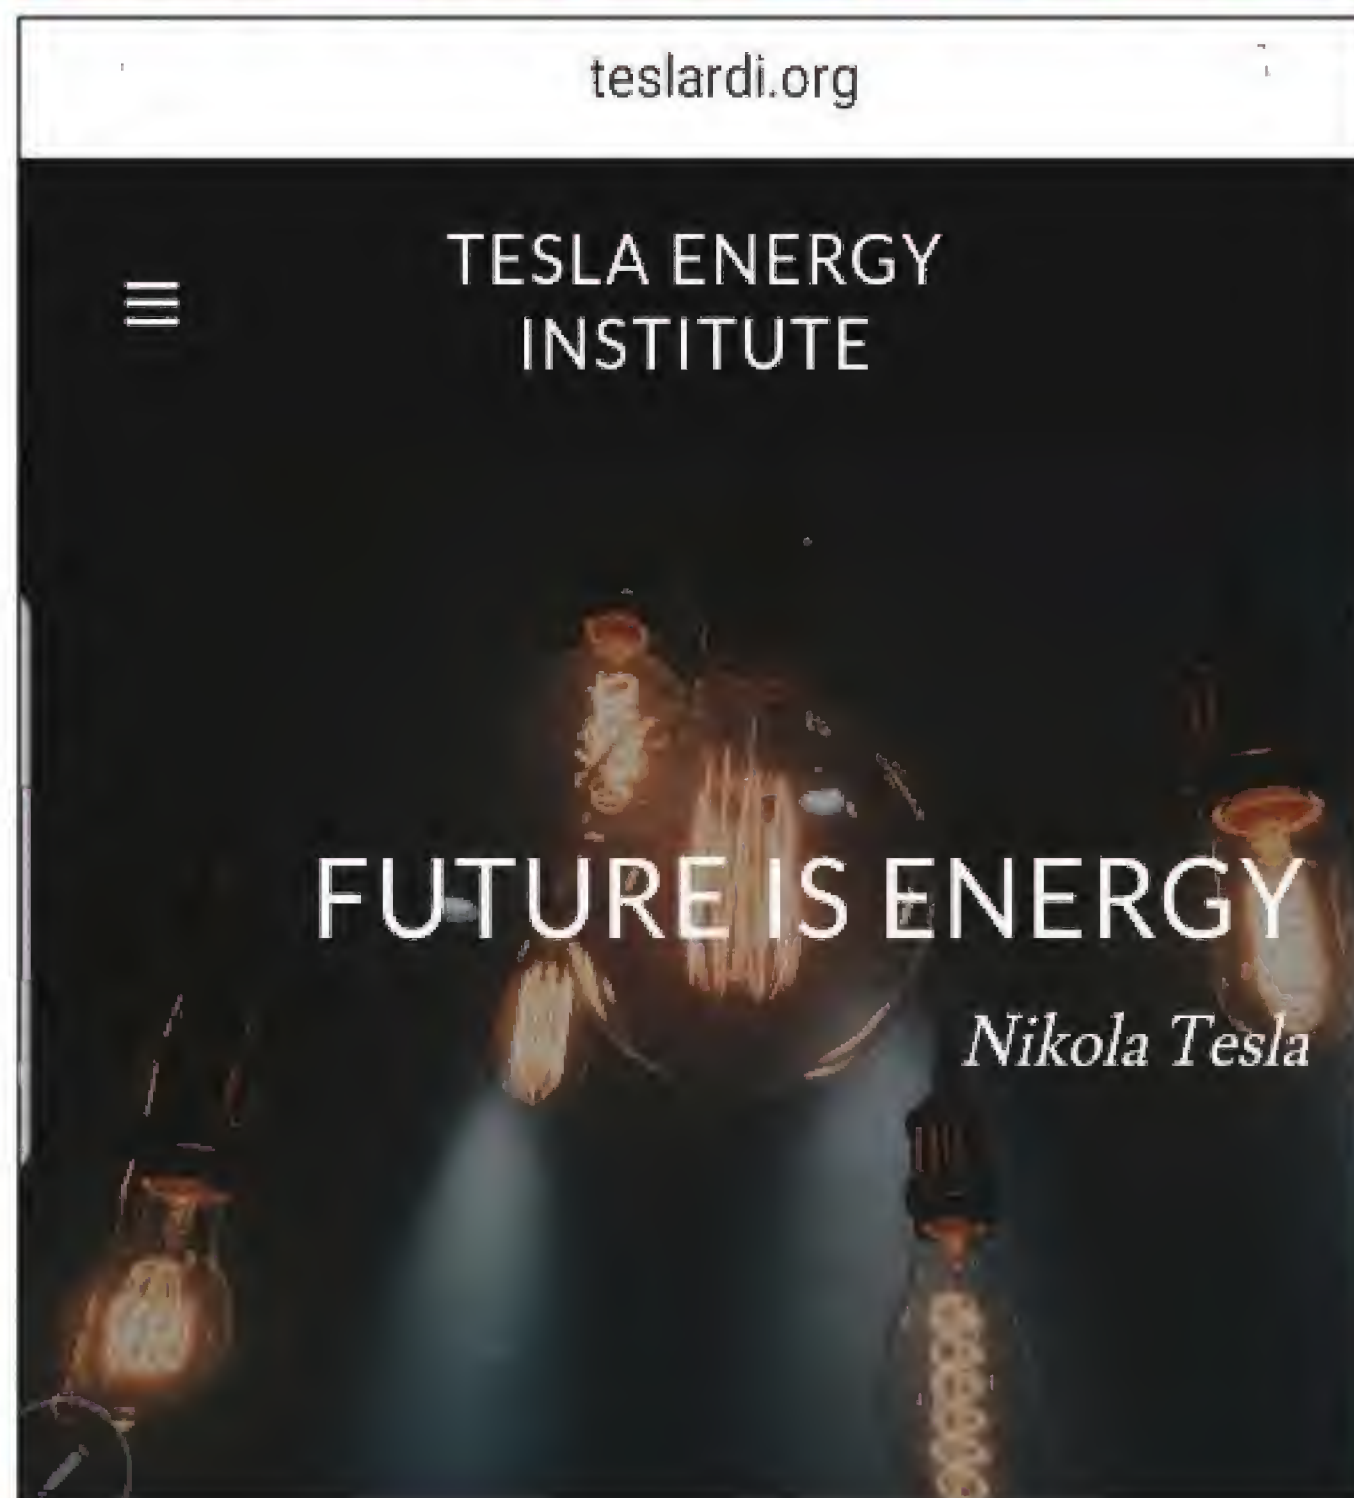 teslardi.org
TESLA ENERGY
INSTITUTE
FUTURE IS ENERGY
Nikola Tesla